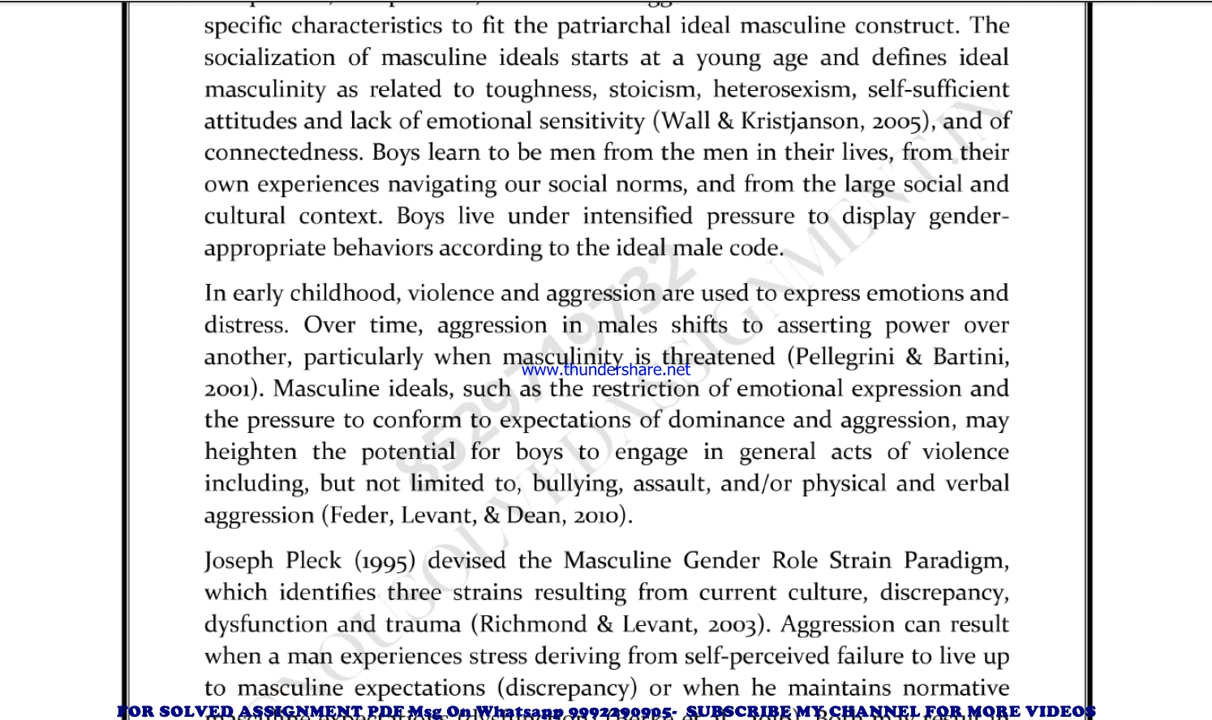 specific characteristics to fit the patriarchal ideal masculine construct. The
socialization of masculine ideals starts at a young age and defines ideal
masculinity as related to toughness, stoicism, heterosexism, self-sufficient
attitudes and lack of emotional sensitivity (Wall & Kristjanson, 2005), and of
connectedness. Boys learn to be men from the men in their lives, from their
own experiences navigating our social norms, and from the large social and
cultural context. Boys live under intensified pressure to display gender-
appropriate behaviors according to the ideal male code.
In early childhood, violence and aggression are used to express emotions and
distress. Over time, aggression in males shifts to asserting power over
another, particularly when masculinity is threatened (Pellegrini & Bartini,
www.thundershare.net
2001). Masculine ideals, such as the restriction of emotional expression and
the pressure to conform to expectations of dominance and aggression, may
heighten the potential for boys to engage in general acts of violence
including, but not limited to, bullying, assault, and/or physical and verbal
aggression (Feder, Levant, & Dean, 2010).
Joseph Pleck (1995) devised the Masculine Gender Role Strain Paradigm,
which identifies three strains resulting from current culture, discrepancy,
dysfunction and trauma (Richmond & Levant, 2003). Aggression can result
when a man experiences stress deriving from self-perceived failure to live up
to masculine expectations (discrepancy) or when he maintains normative
FOR SOLVED ASSIGNMENT PDF Msg On Whatsapp 9992390905- SUBSCRIBE MY CHANNEL FOR MORE VIDEOS
8529719732